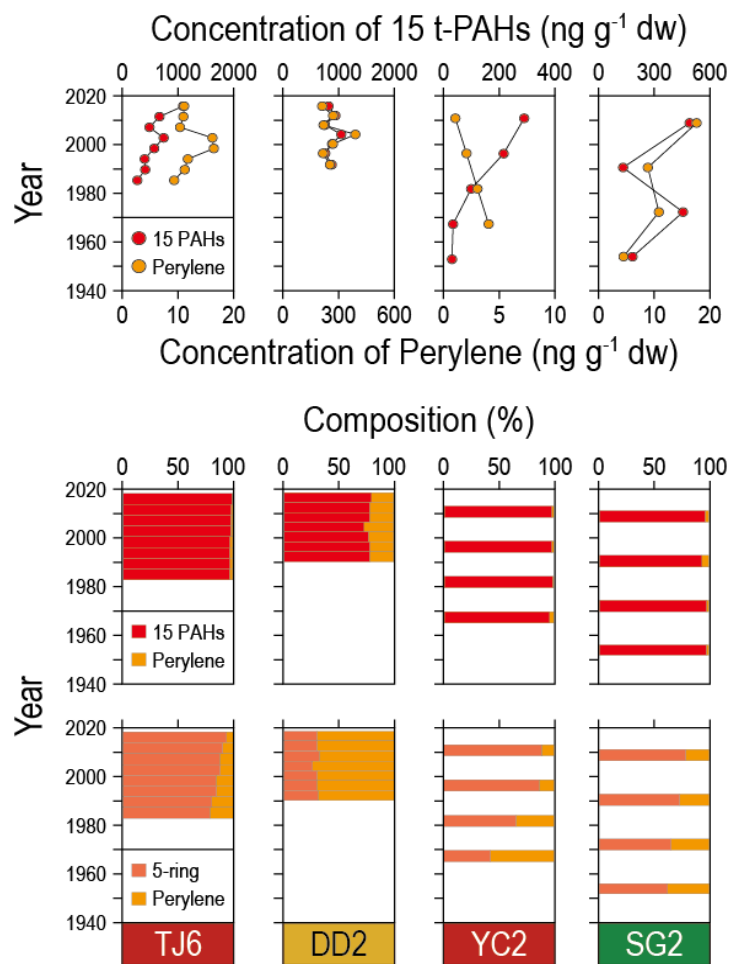 Concentration of 15 t-PAHs (ng g⁻¹ dw)
0 1000 2000 0 1000 2000 0 200 400 0 300 600
2020
2000
1980
1960
1940
Year
15 PAHs
Perylene
0 10 20 0 300 600 0 5 10 0 10 20
Concentration of Perylene (ng g⁻¹ dw)
Composition (%)
0 50 100 0 50 100 0 50 100 0 50 100
2020
2000
1980
1960
1940
15 PAHs
Perylene
Year
2020
2000
1980
1960
1940
5-ring
Perylene
TJ6 DD2 YC2 SG2